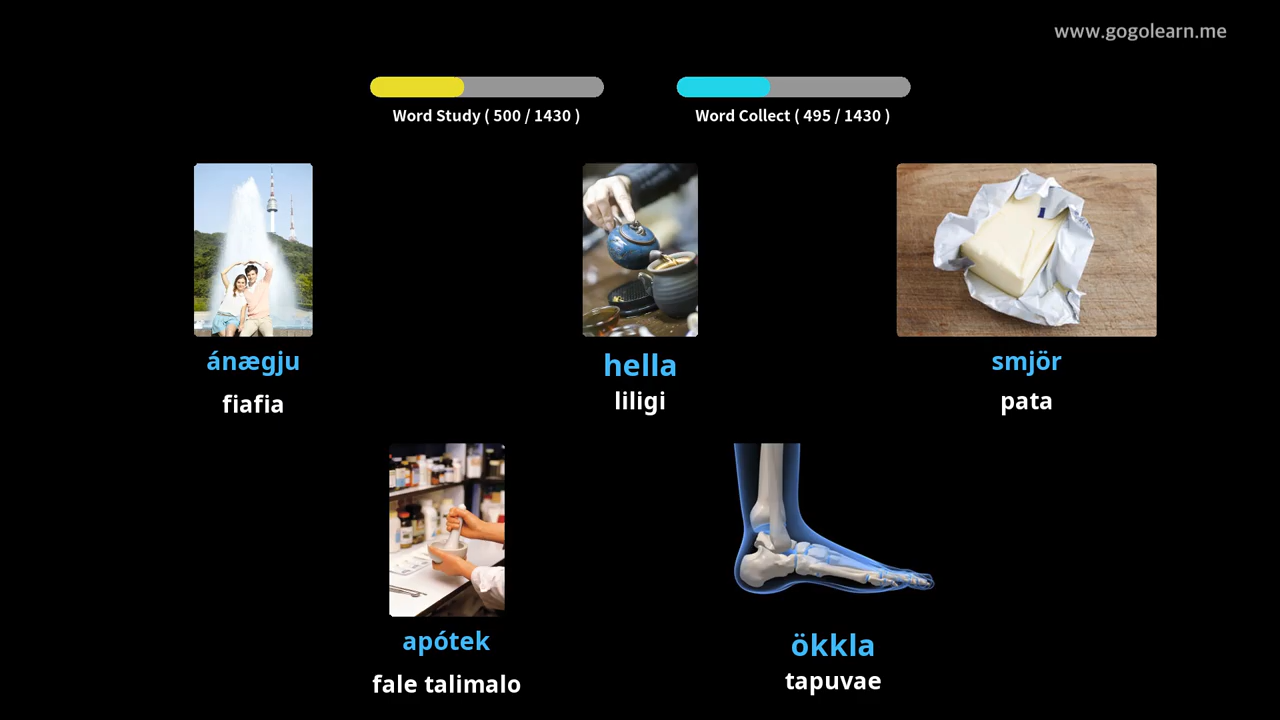 www.gogolearn.me
Word Study ( 500 / 1430 )
Word Collect ( 495 / 1430 )
ánægju
fiafia
hella
liligi
smjör
pata
apótek
fale talimalo
ökkla
tapuvae